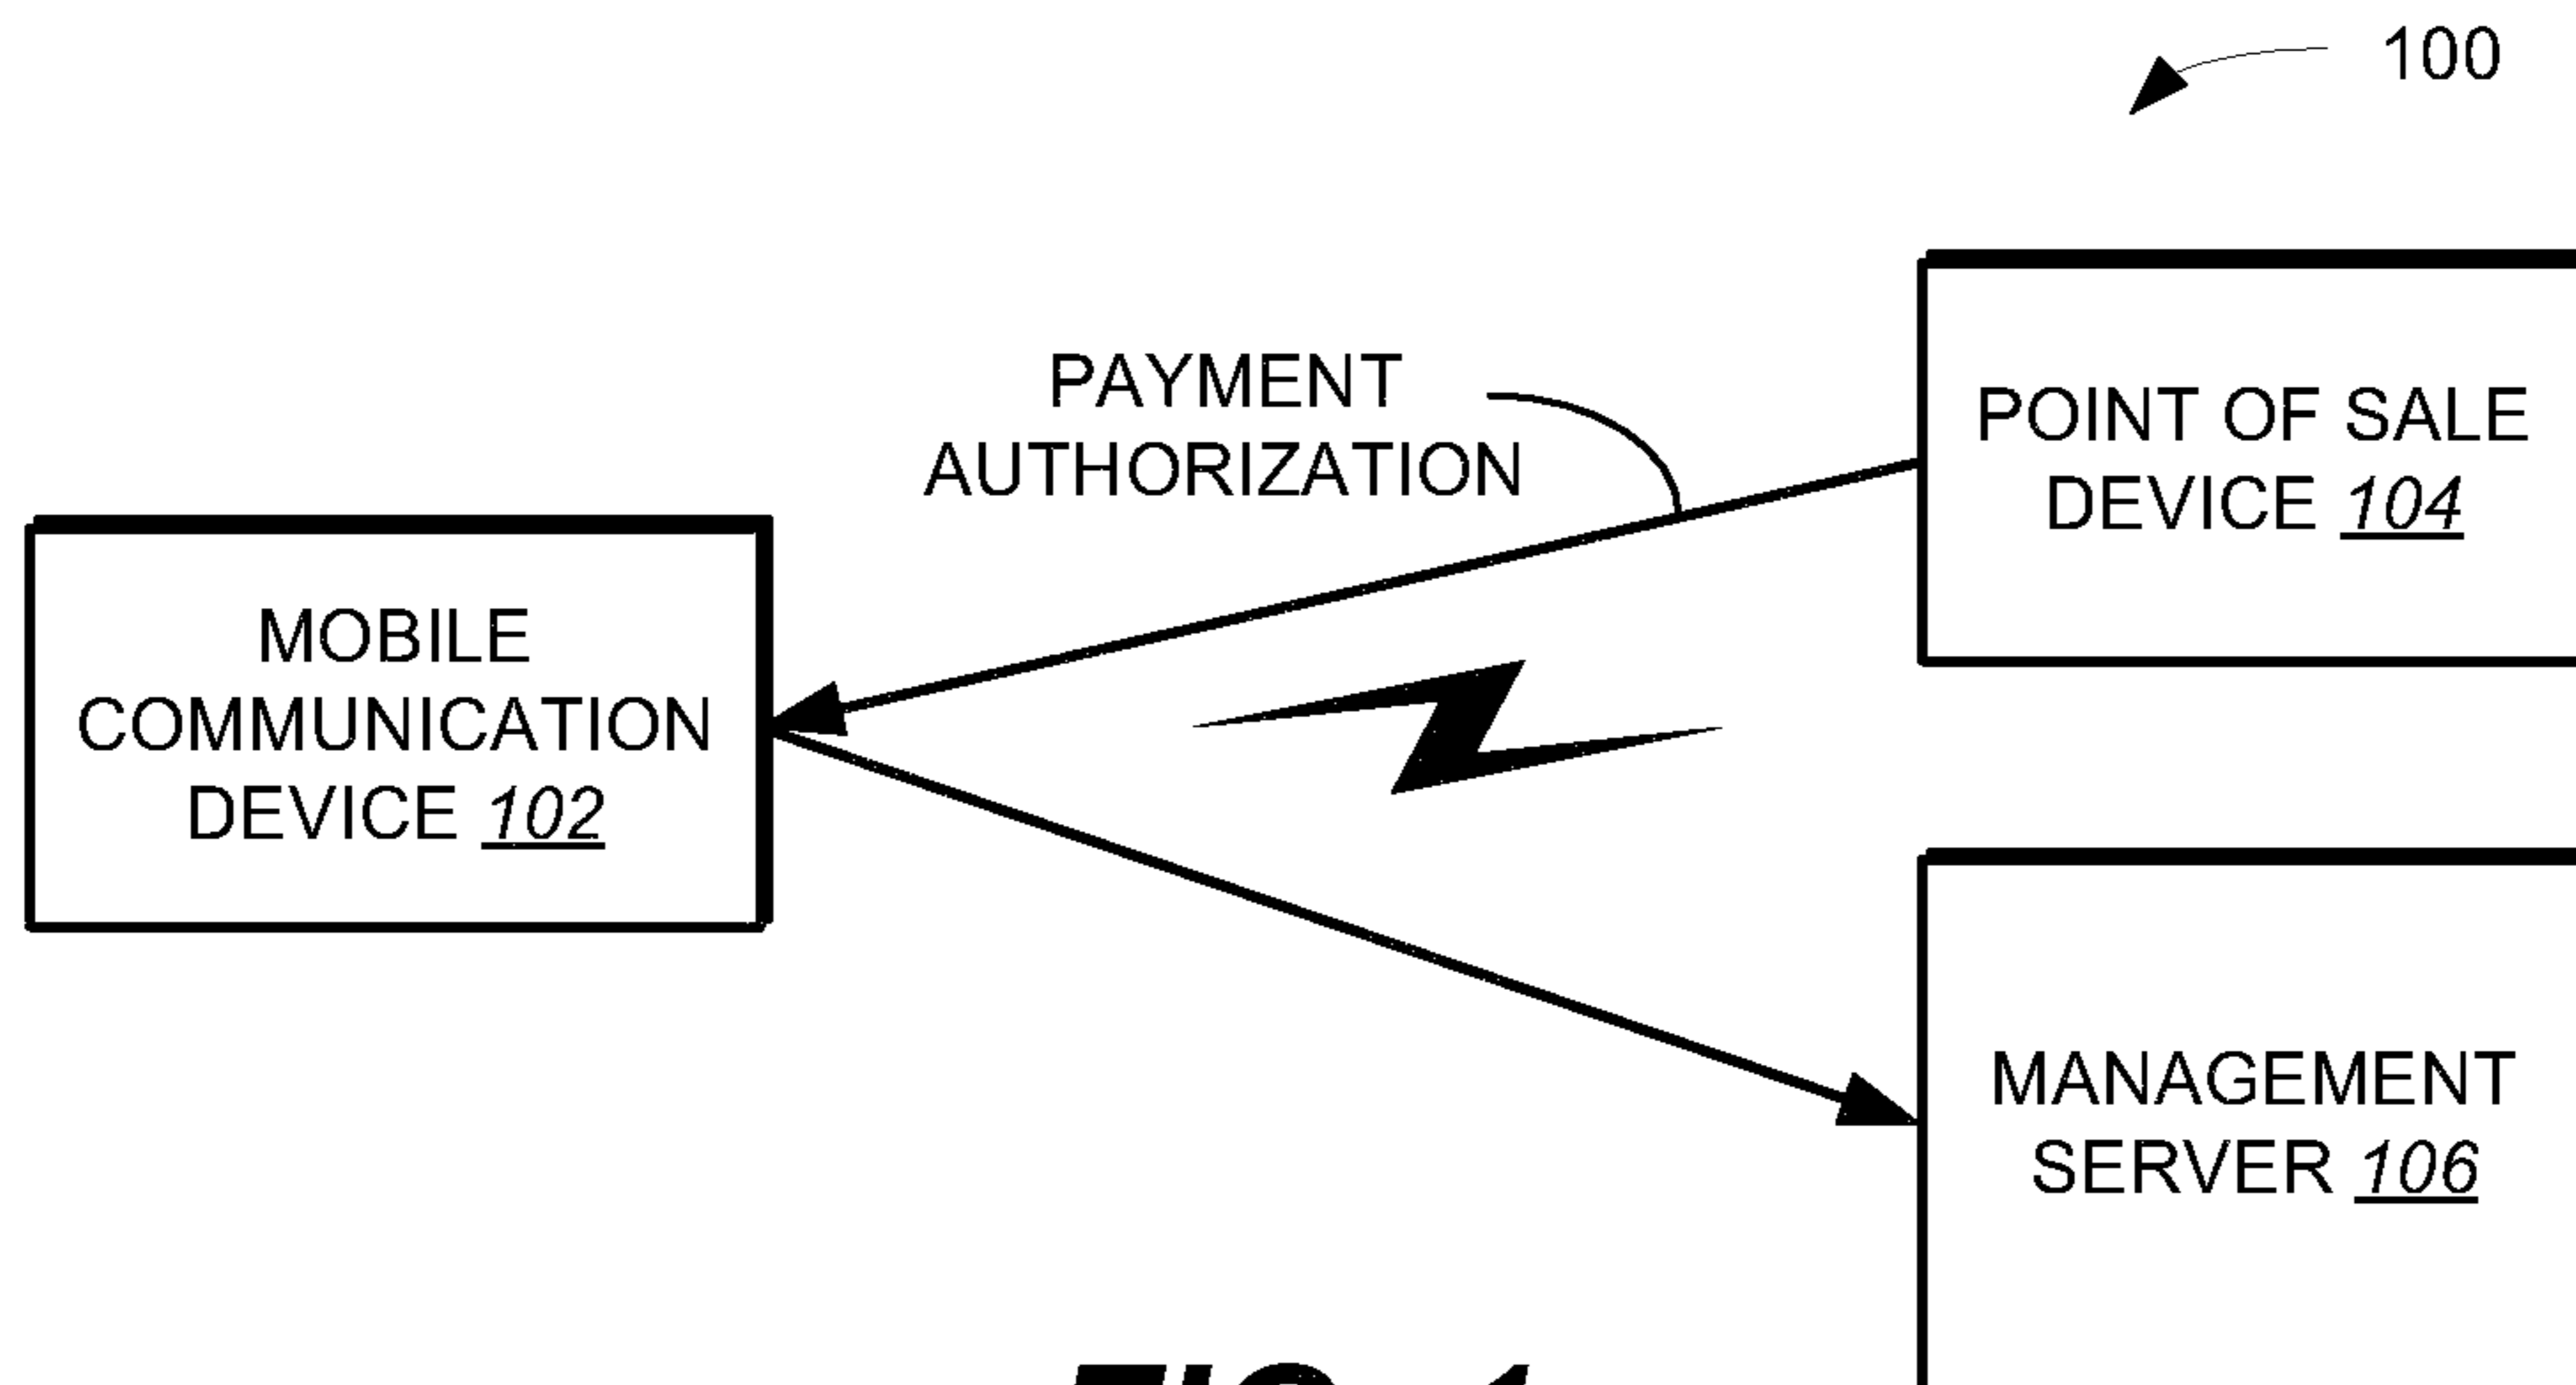 100
PAYMENT
AUTHORIZATION
POINT OF SALE
DEVICE 104
MOBILE
COMMUNICATION
DEVICE 102
MANAGEMENT
SERVER 106